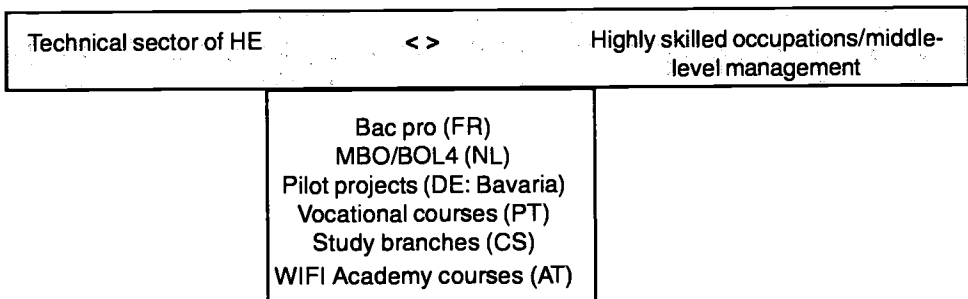 Technical sector of HE < > Highly skilled occupations/middle-
level management
Bac pro (FR)
MBO/BOL4 (NL)
Pilot projects (DE: Bavaria)
Vocational courses (PT)
Study branches (CS)
WIFI Academy courses (AT)